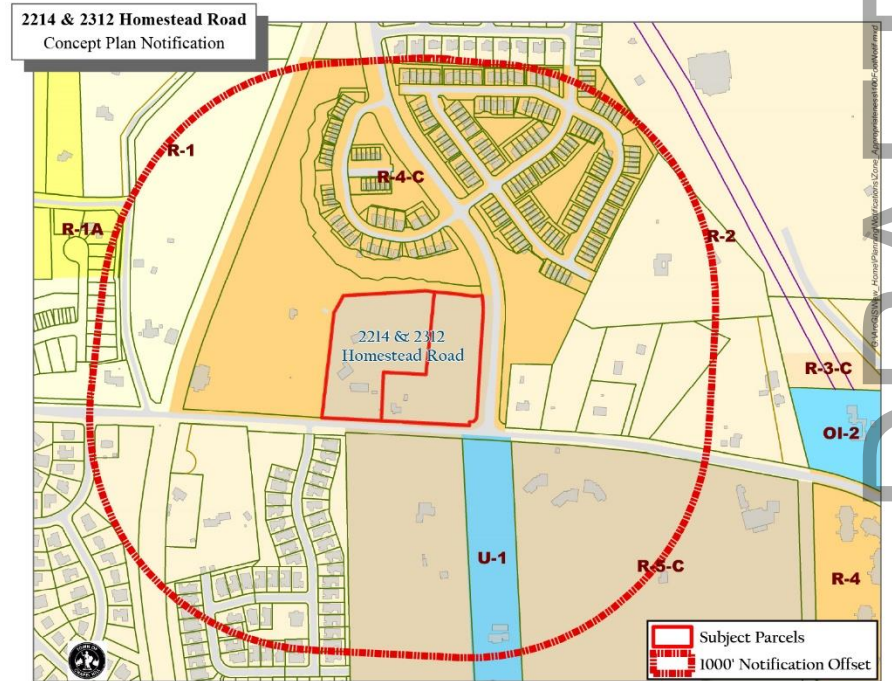 2214 & 2312 Homestead Road
Concept Plan Notification
R-1
R-4-C
R-1A
R-2
2214 & 2312
Homestead Road
R-3-C
OI-2
U-1
R-5-C
R-4
Subject Parcels
1000' Notification Offset